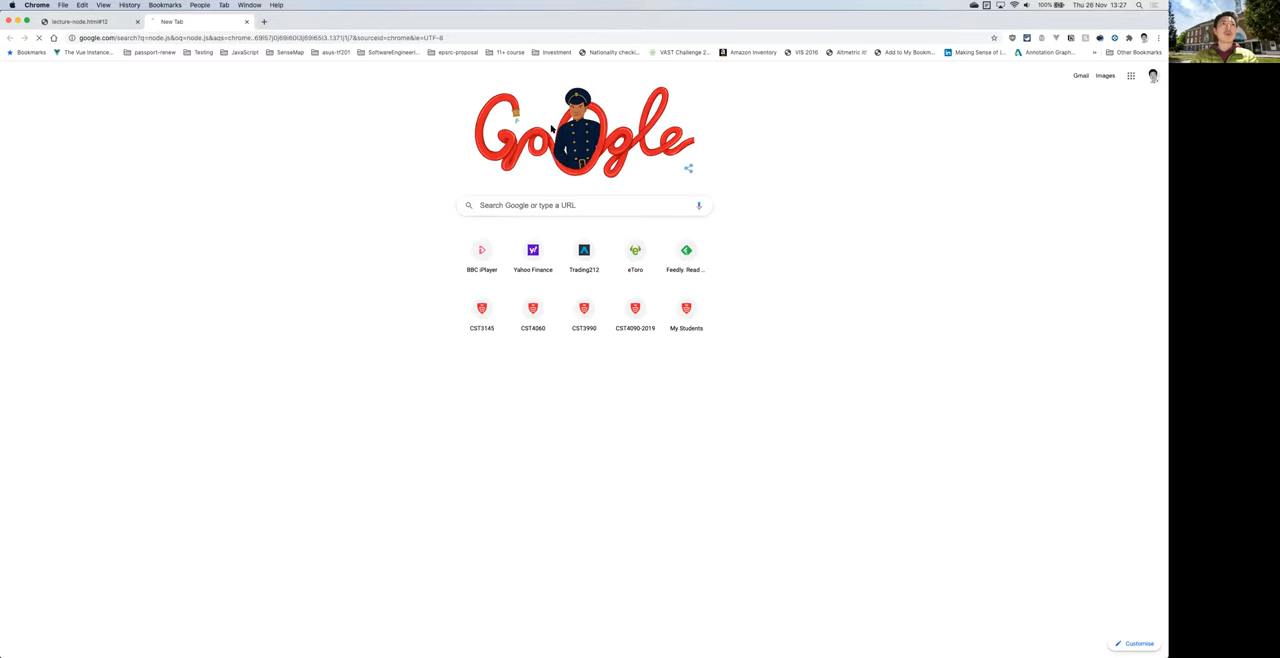 Chrome File Edit View History Bookmarks People Tab Window Help 100% Thu 26 Nov 13:27
lecture-node.html#12 New Tab
google.com/search?q=node.js&oq=node.js&aqs=chrome..69i57j0j69i60l3j69i65l3.1371j1j7&sourceid=chrome&ie=UTF-8
Bookmarks The Vue Instance... passport-renew Testing JavaScript SenseMap asus-tf201 SoftwareEngineeri... eprsc-proposal 11+ course Investment Nationality checki... VAST Challenge 2... Amazon Inventory VIS 2016 Altmetric it! Add to My Bookm... Making Sense of I... Annotation Graph... » Other Bookmarks
Gmail Images
Google
Search Google or type a URL
BBC iPlayer Yahoo Finance Trading212 eToro Feedly. Read ...
CST3145 CST4060 CST3990 CST4090-2019 My Students
Customise